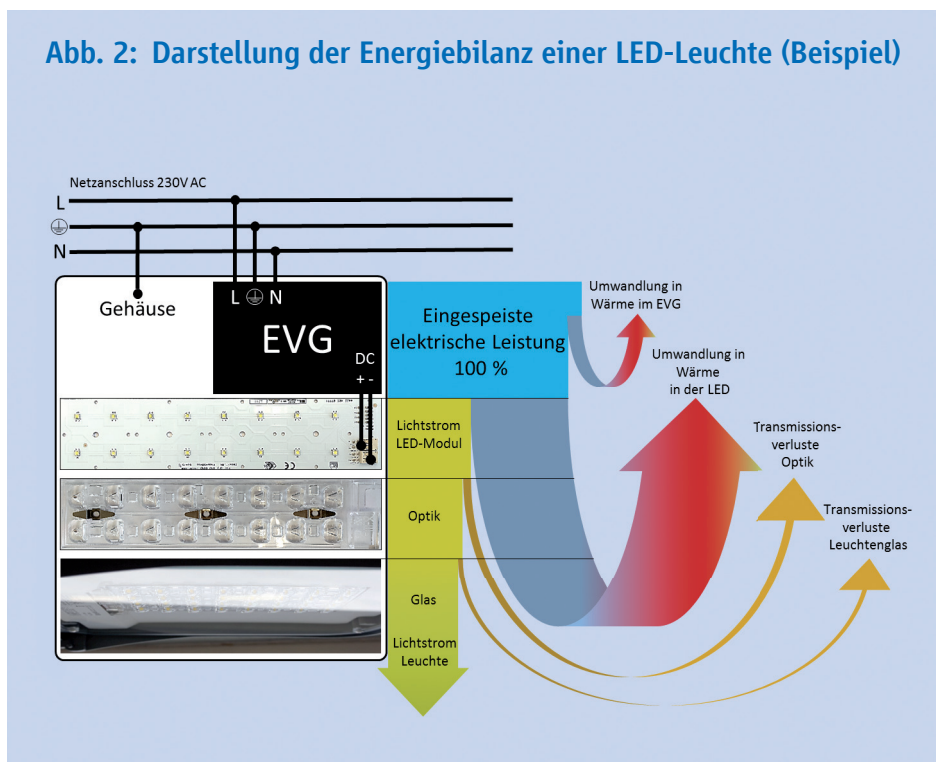 Abb. 2: Darstellung der Energiebilanz einer LED-Leuchte (Beispiel)
Netzanschluss 230V AC
L
N
Gehäuse
L N
EVG
DC
+ -
Eingespeiste
elektrische Leistung
100 %
Umwandlung in
Wärme im EVG
Umwandlung in
Wärme
in der LED
Lichtstrom
LED-Modul
Transmissions-
verluste
Optik
Optik
Transmissions-
verluste
Leuchtenglas
Glas
Lichtstrom
Leuchte